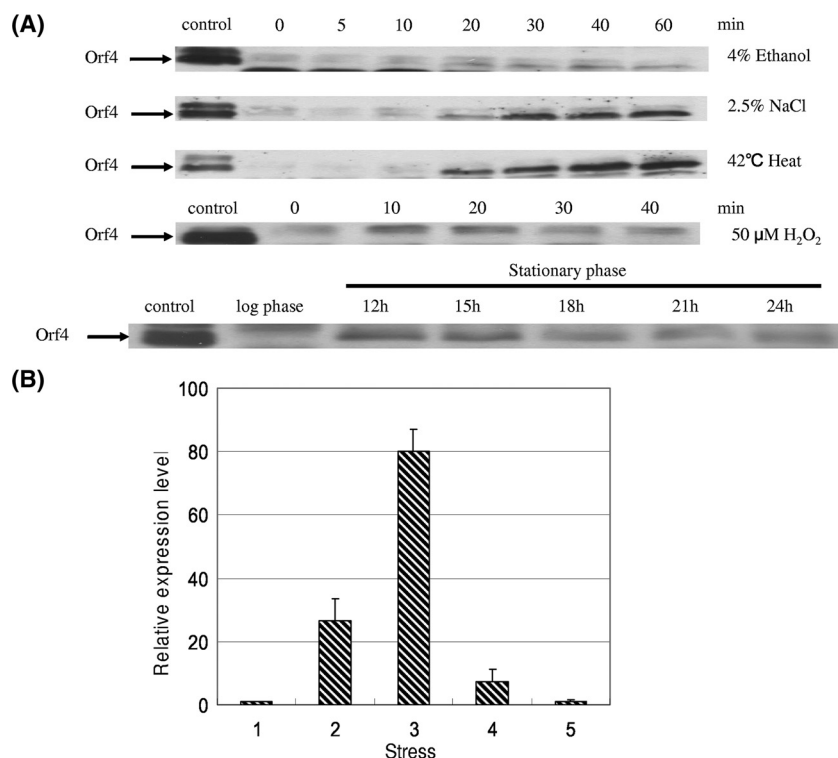 (A)
control 0 5 10 20 30 40 60 min
Orf4 4% Ethanol
Orf4 2.5% NaCl
Orf4 42℃ Heat
control 0 10 20 30 40 min
Orf4 50 µM H₂O₂
Stationary phase
control log phase 12h 15h 18h 21h 24h
Orf4
(B)
100
80
60
40
20
0
Relative expression level
1 2 3 4 5
Stress